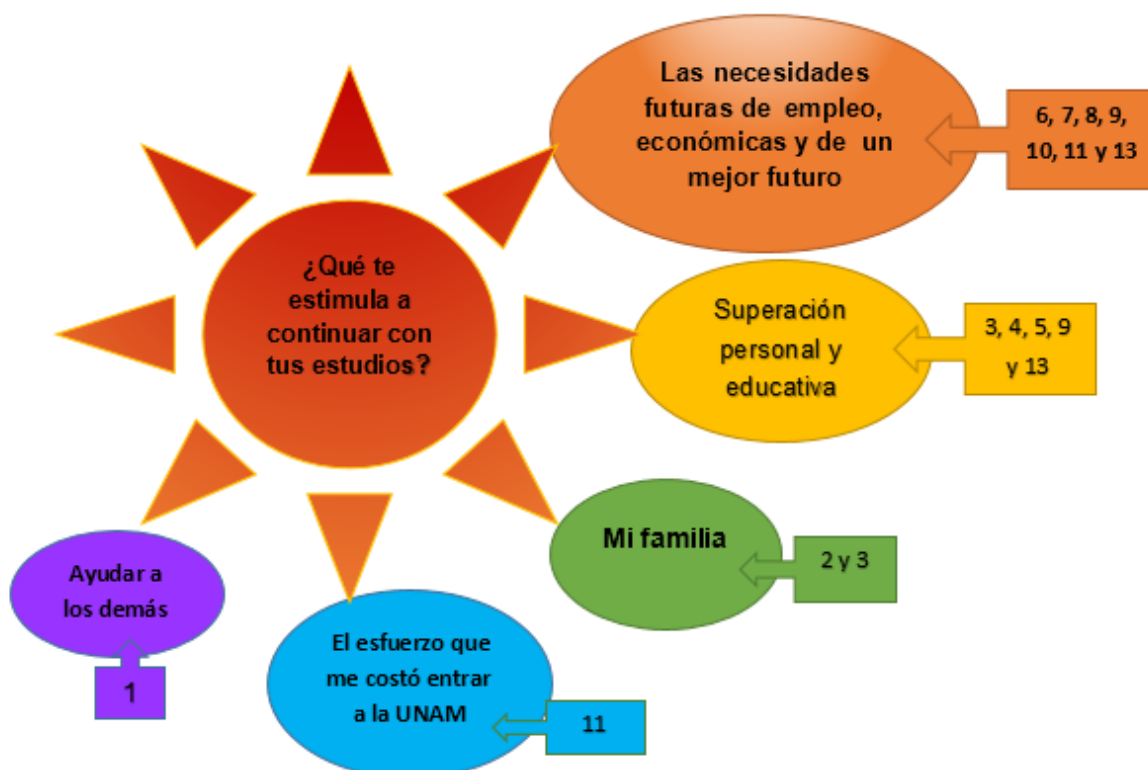 ¿Qué te
estimula a
continuar con
tus estudios?
Las necesidades
futuras de empleo,
económicas y de un
mejor futuro
6, 7, 8, 9,
10, 11 y 13
Superación
personal y
educativa
3, 4, 5, 9
y 13
Mi familia
2 y 3
El esfuerzo que
me costó entrar
a la UNAM
11
Ayudar a
los demás
1